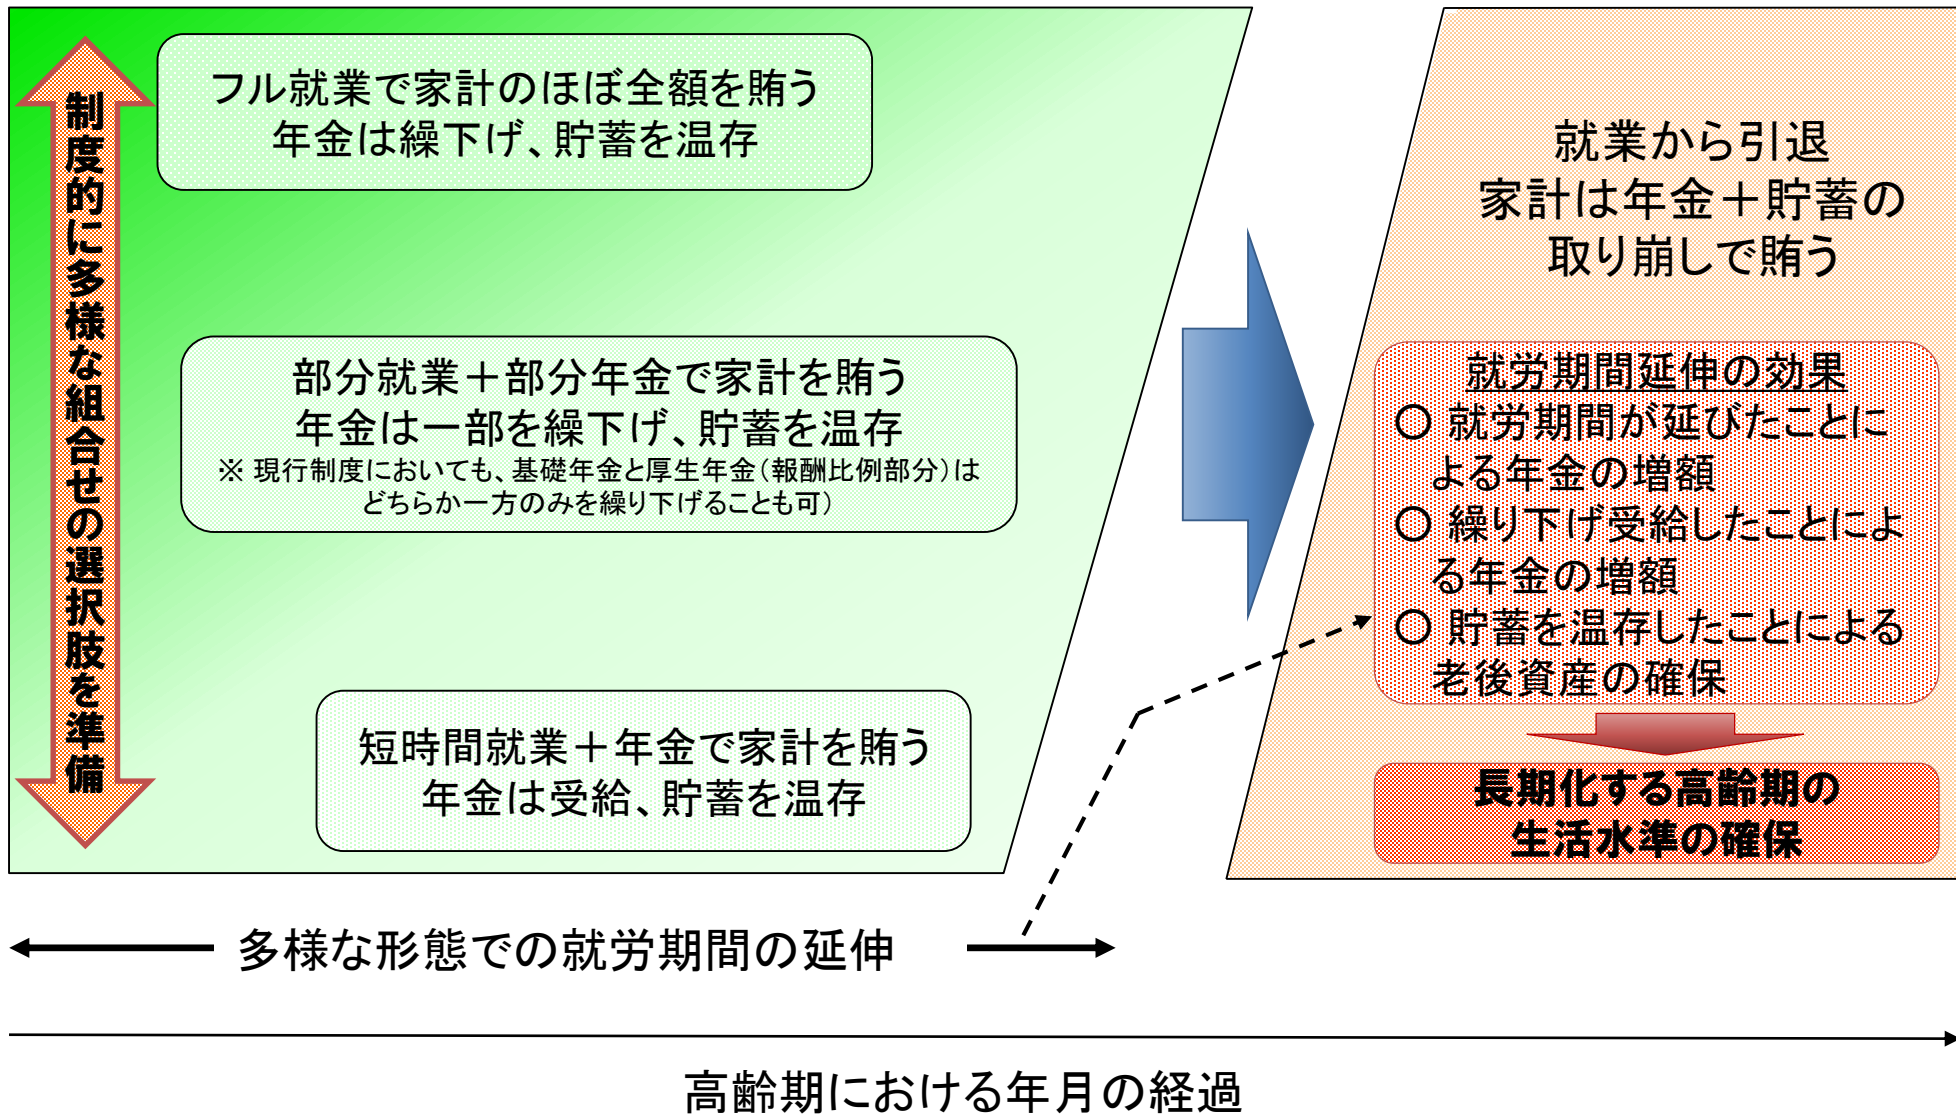 制度的に多様な組合せの選択肢を準備
フル就業で家計のほぼ全額を賄う
年金は繰下げ、貯蓄を温存
部分就業＋部分年金で家計を賄う
年金は一部を繰下げ、貯蓄を温存
※ 現行制度においても、基礎年金と厚生年金（報酬比例部分）は
どちらか一方のみを繰り下げることも可）
短時間就業＋年金で家計を賄う
年金は受給、貯蓄を温存
就業から引退
家計は年金＋貯蓄の
取り崩しで賄う
就労期間延伸の効果
〇 就労期間が延びたことに
よる年金の増額
〇 繰り下げ受給したことによ
る年金の増額
〇 貯蓄を温存したことによる
老後資産の確保
長期化する高齢期の
生活水準の確保
多様な形態での就労期間の延伸
高齢期における年月の経過